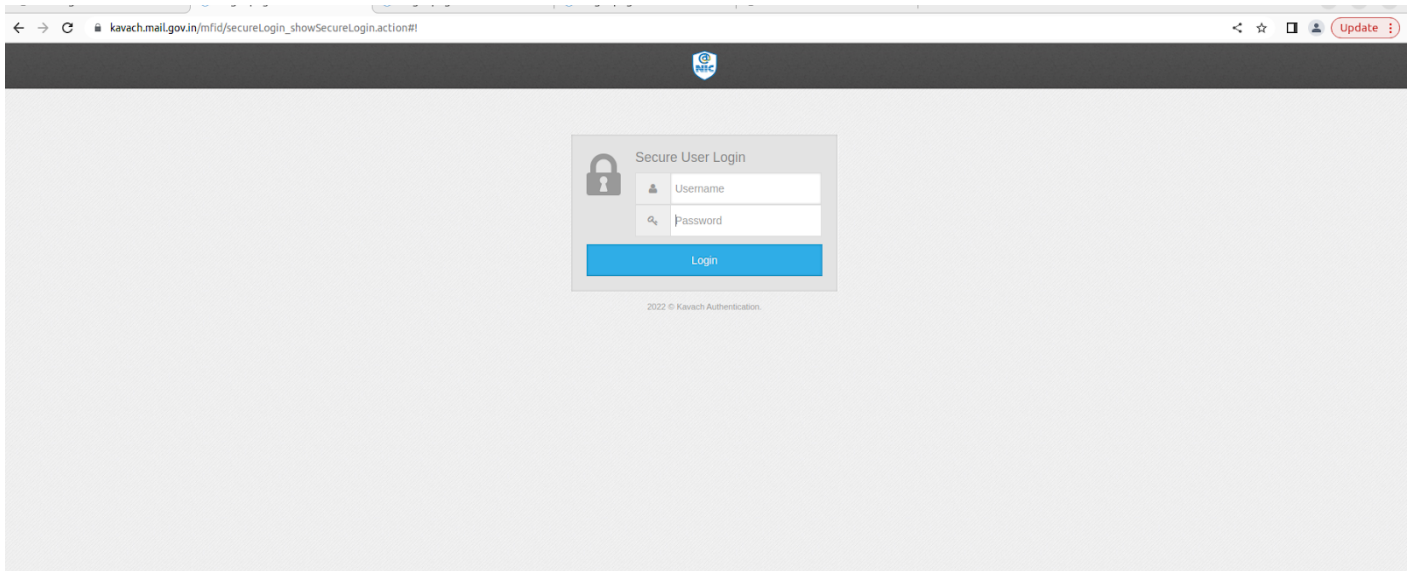 kavach.mail.gov.in/mfid/secureLogin_showSecureLogin.action#!
Update
@
NIC
Secure User Login
Username
Password
Login
2022 © Kavach Authentication.